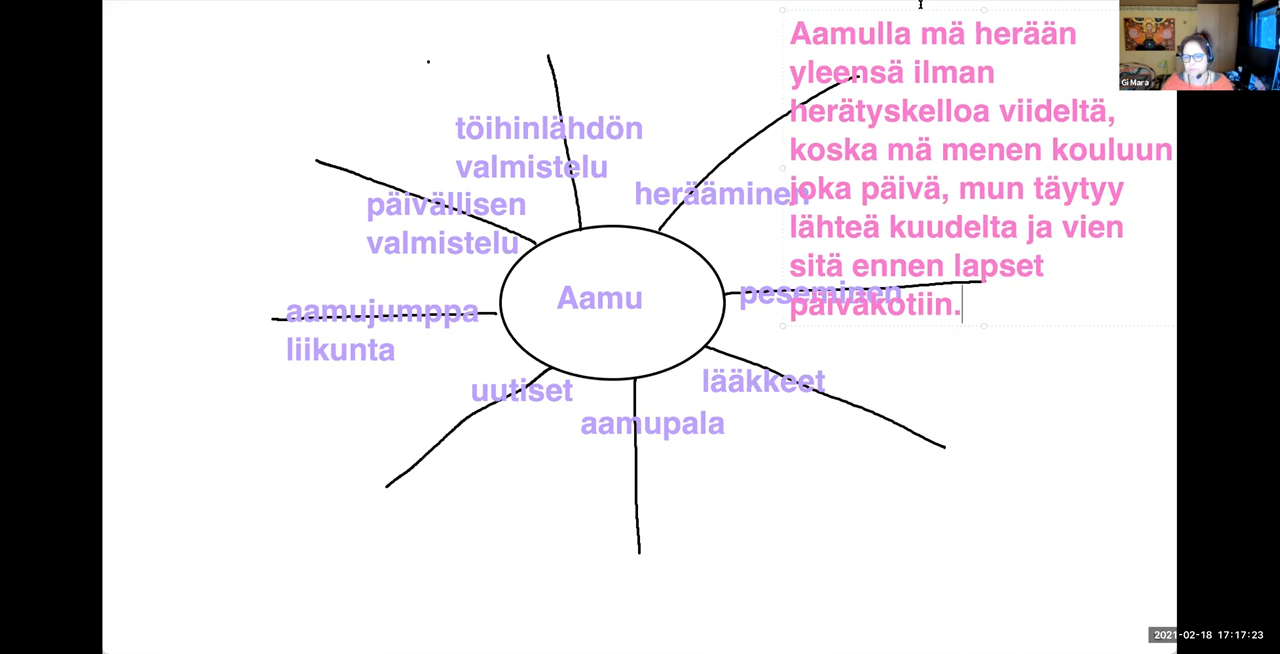 Aamulla mä herään
yleensä ilman
herätyskelloa viideltä,
koska mä menen kouluun
joka päivä, mun täytyy
lähteä kuudelta ja vien
sitä ennen lapset
päiväkotiin.
Gi Mara
töihinlähdön
valmistelu
herääminen
päivällisen
valmistelu
Aamu
peseminen
aamujumppa
liikunta
uutiset
lääkkeet
aamupala
2021-02-18 17:17:23